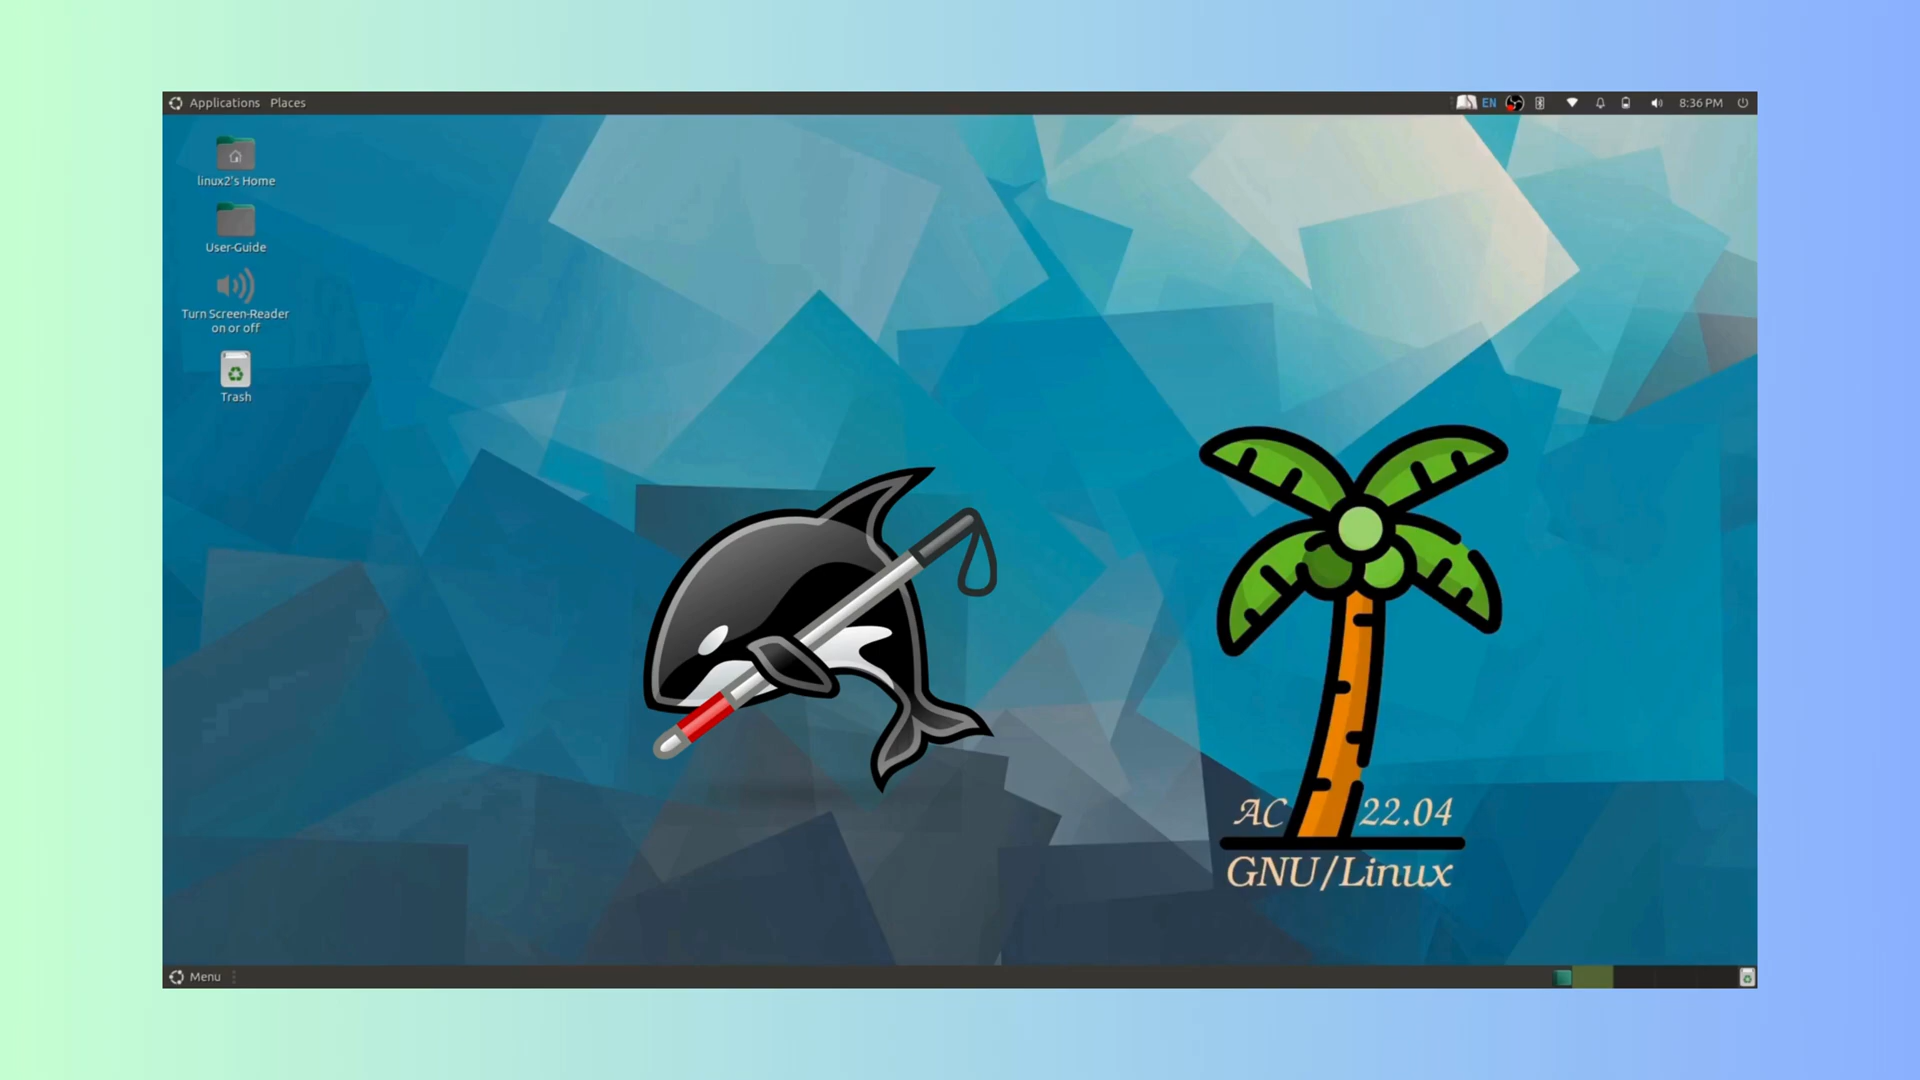 Applications Places
EN 8:36 PM
linux2's Home
User-Guide
Turn Screen-Reader
on or off
Trash
AC 22.04
GNU/Linux
Menu